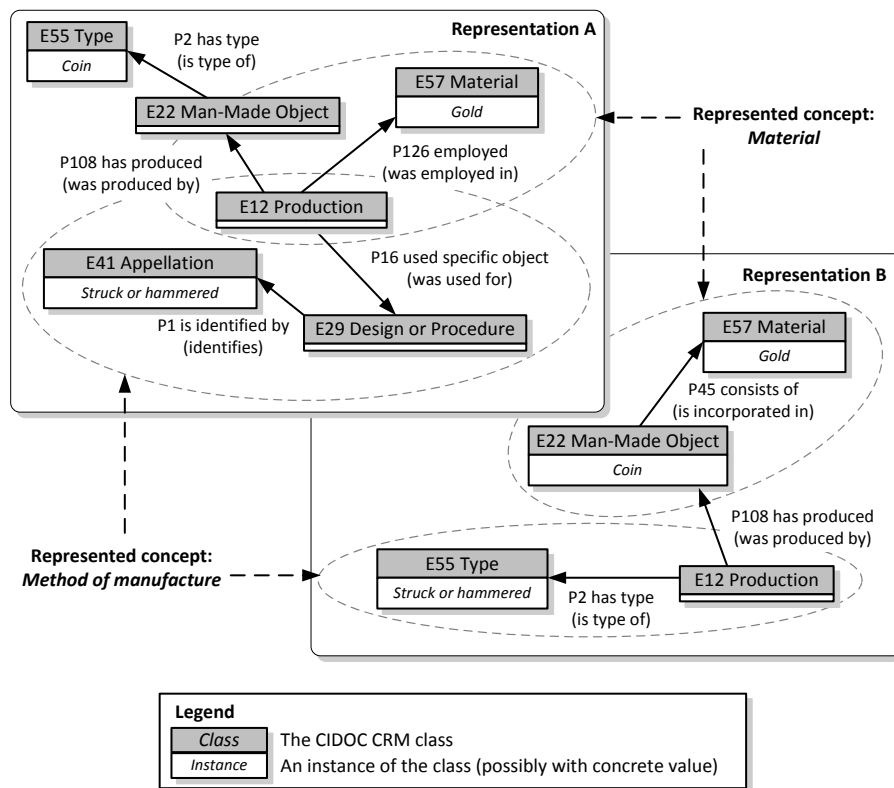 Representation A
E55 Type
Coin
P2 has type
(is type of)
E22 Man-Made Object
E57 Material
Gold
P108 has produced
(was produced by)
P126 employed
(was employed in)
E12 Production
P16 used specific object
(was used for)
E41 Appellation
Struck or hammered
P1 is identified by
(identifies)
E29 Design or Procedure
Represented concept:
Material
Representation B
E57 Material
Gold
P45 consists of
(is incorporated in)
E22 Man-Made Object
Coin
P108 has produced
(was produced by)
E55 Type
Struck or hammered
P2 has type
(is type of)
E12 Production
Represented concept:
Method of manufacture
Legend
Class
The CIDOC CRM class
Instance
An instance of the class (possibly with concrete value)